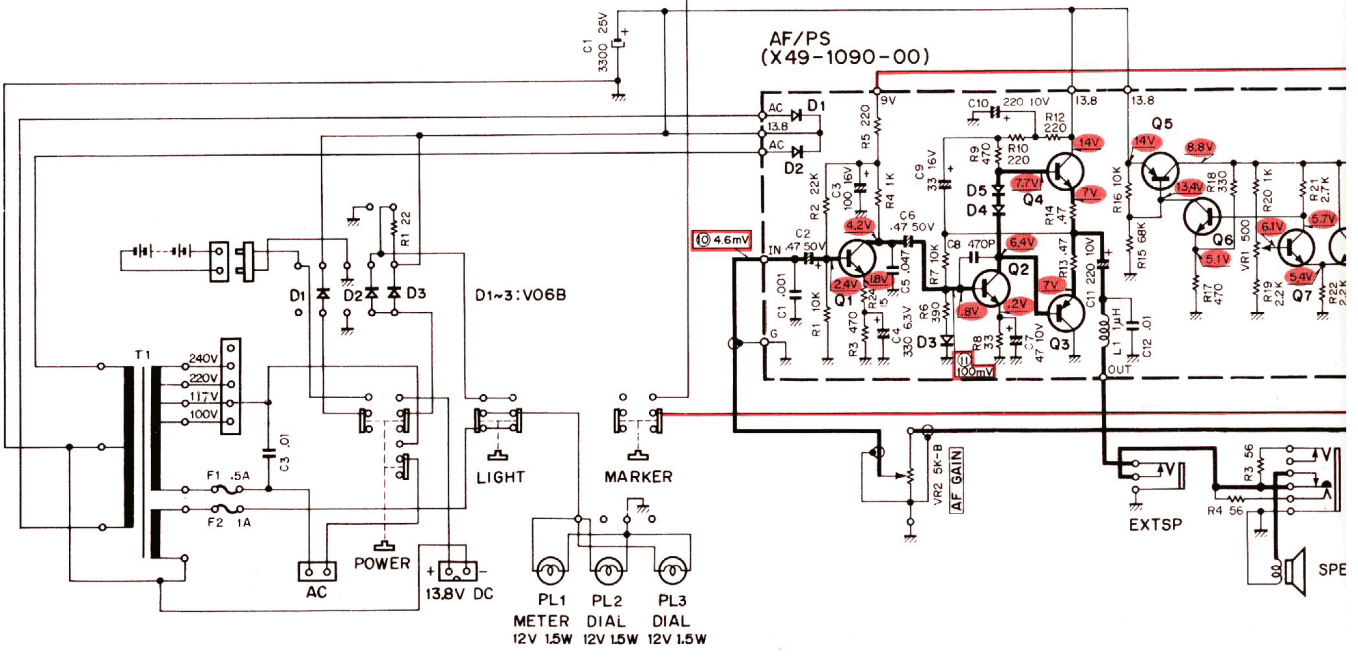 C1
3300 25V
+
AF/PS
(X49-1090-00)
AC
D1
13.8
AC
D2
9V
C10
220 10V
+
13.8
13.8
R5 220
R9
470
R10
220
R12
220
Q5
14V
14V
8.8V
R2 22K
C3
100 16V
+
R4 1K
C9
33 16V
+
D5
D4
7.7V
Q4
7V
R14
.47
R16 10K
13.4V
R18
330
R20 1K
R21
2.7K
R15 68K
Q6
5.1V
VR1 500
6.1V
5.7V
R17
470
R19
2.2K
5.4V
Q7
R22
2.2K
⑩ 4.6mV
IN
C2
.47 50V
+
4.2V
C6
.47 50V
+
C8
470P
6.4V
Q2
R13 .47
C11 220 10V
+
C1 .001
R1 10K
2.4V
Q1
1.8V
R24
15
C5 .047
R7 10K
.8V
.2V
7V
Q3
R3 470
C4
330 6.3V
+
R6
390
D3
R8
33
C7
47 10V
+
L1 1μH
C12 .01
G
⑪
100mV
OUT
R1 22
D1
D2
D3
D1~3:V06B
T1
240V
220V
117V
100V
C3 .01
F1 .5A
F2 1A
AC
POWER
+
-
13.8V DC
LIGHT
MARKER
VR2 5K-B
AF GAIN
EXTSP
R3 56
R4 56
SPE
PL1
PL2
PL3
METER
DIAL
DIAL
12V 1.5W
12V 1.5W
12V 1.5W